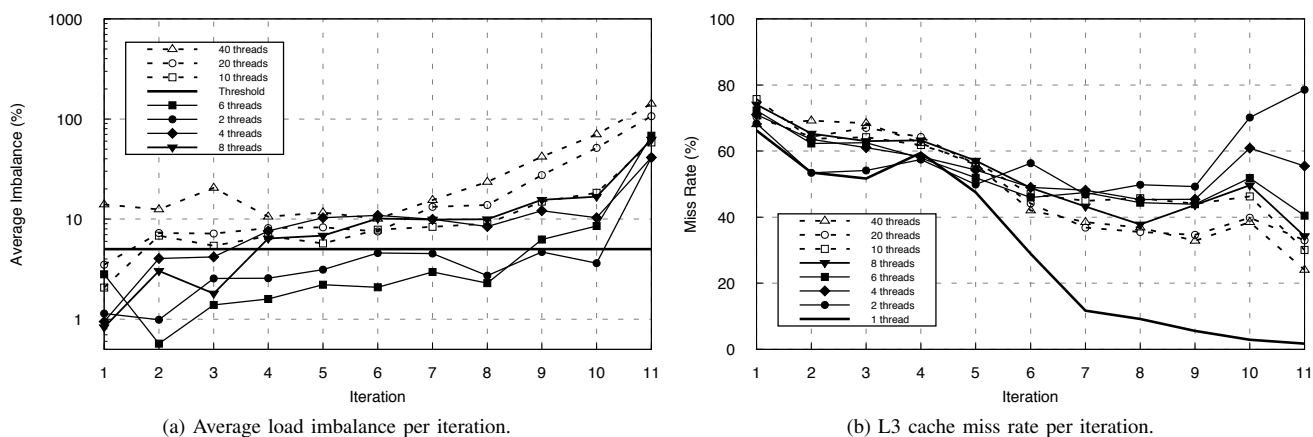 1000
100
10
1
Average Imbalance (%)
40 threads
20 threads
10 threads
Threshold
6 threads
2 threads
4 threads
8 threads
1 2 3 4 5 6 7 8 9 10 11
Iteration
(a) Average load imbalance per iteration.
100
80
60
40
20
0
Miss Rate (%)
40 threads
20 threads
10 threads
8 threads
6 threads
4 threads
2 threads
1 thread
1 2 3 4 5 6 7 8 9 10 11
Iteration
(b) L3 cache miss rate per iteration.